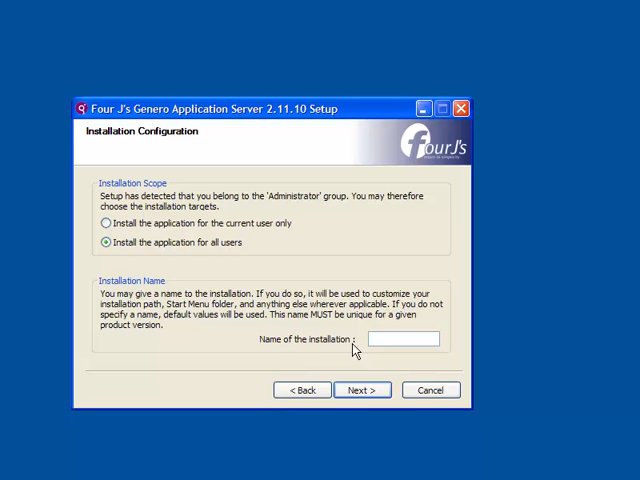 Four J's Genero Application Server 2.11.10 Setup
Installation Configuration
fourJ's
Installation Scope
Setup has detected that you belong to the 'Administrator' group. You may therefore
choose the installation targets.
Install the application for the current user only
Install the application for all users
Installation Name
You may give a name to the installation. If you do so, it will be used to customize your
installation path, Start Menu folder, and anything else wherever applicable. If you do not
specify a name, default values will be used. This name MUST be unique for a given
product version.
Name of the installation :
< Back
Next >
Cancel